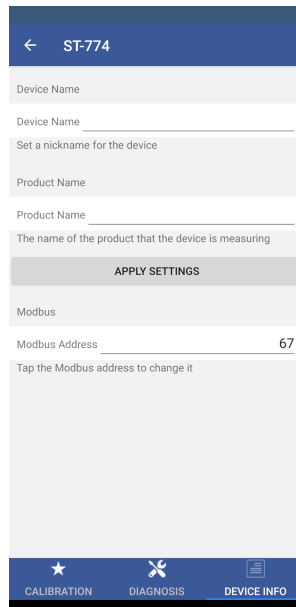 ST-774
Device Name
Device Name
Set a nickname for the device
Product Name
Product Name
The name of the product that the device is measuring
APPLY SETTINGS
Modbus
Modbus Address 67
Tap the Modbus address to change it
CALIBRATION DIAGNOSIS DEVICE INFO